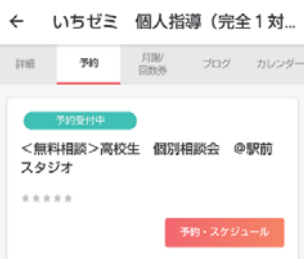 ← いちゼミ 個人指導（完全１対...
詳細 予約 月謝/ ブログ カレンダー
回数券
予約受付中
＜無料相談＞高校生　個別相談会　＠駅前
スタジオ
★★★★★
予約・スケジュール